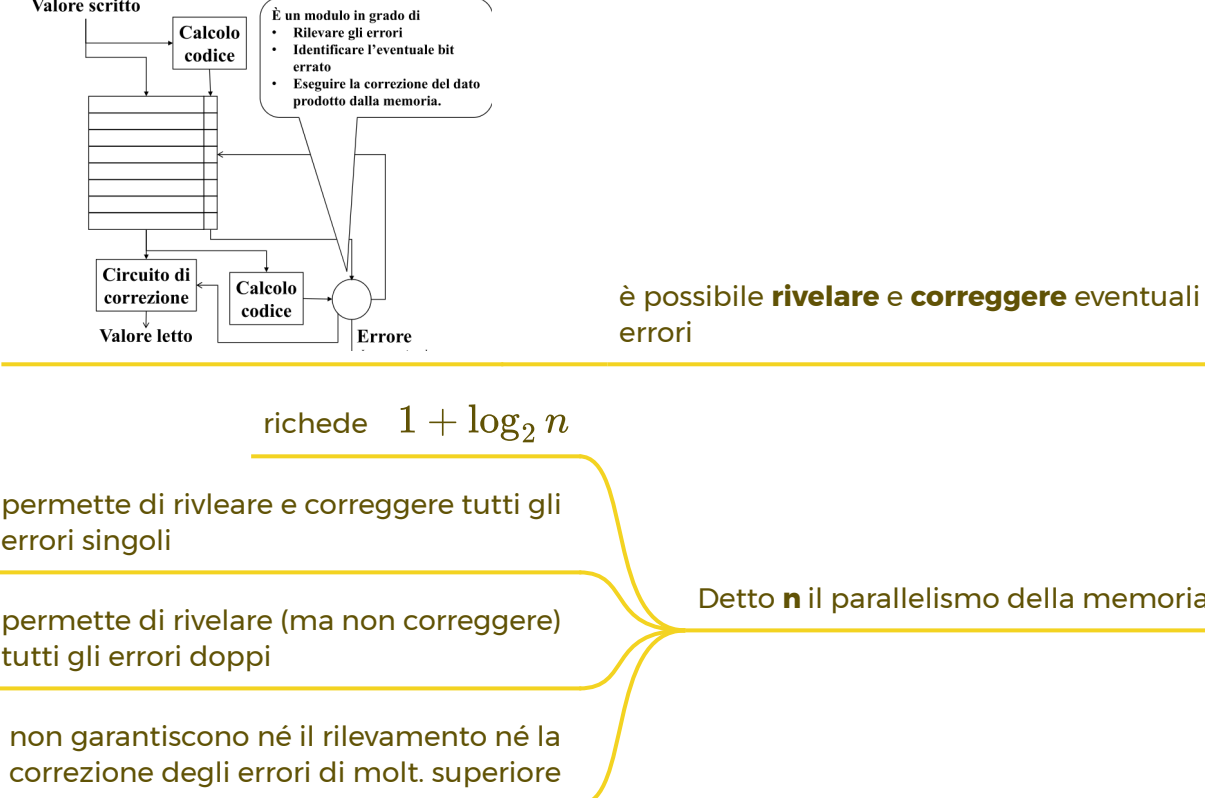 Valore scritto
Calcolo
codice
È un modulo in grado di
• Rilevare gli errori
• Identificare l'eventuale bit
errato
• Eseguire la correzione del dato
prodotto dalla memoria.
Circuito di
correzione
Calcolo
codice
Valore letto
Errore
è possibile rivelare e correggere eventuali
errori
richede 1 + log₂ n
permette di rivleare e correggere tutti gli
errori singoli
permette di rivelare (ma non correggere)
tutti gli errori doppi
Detto n il parallelismo della memoria
non garantiscono né il rilevamento né la
correzione degli errori di molt. superiore